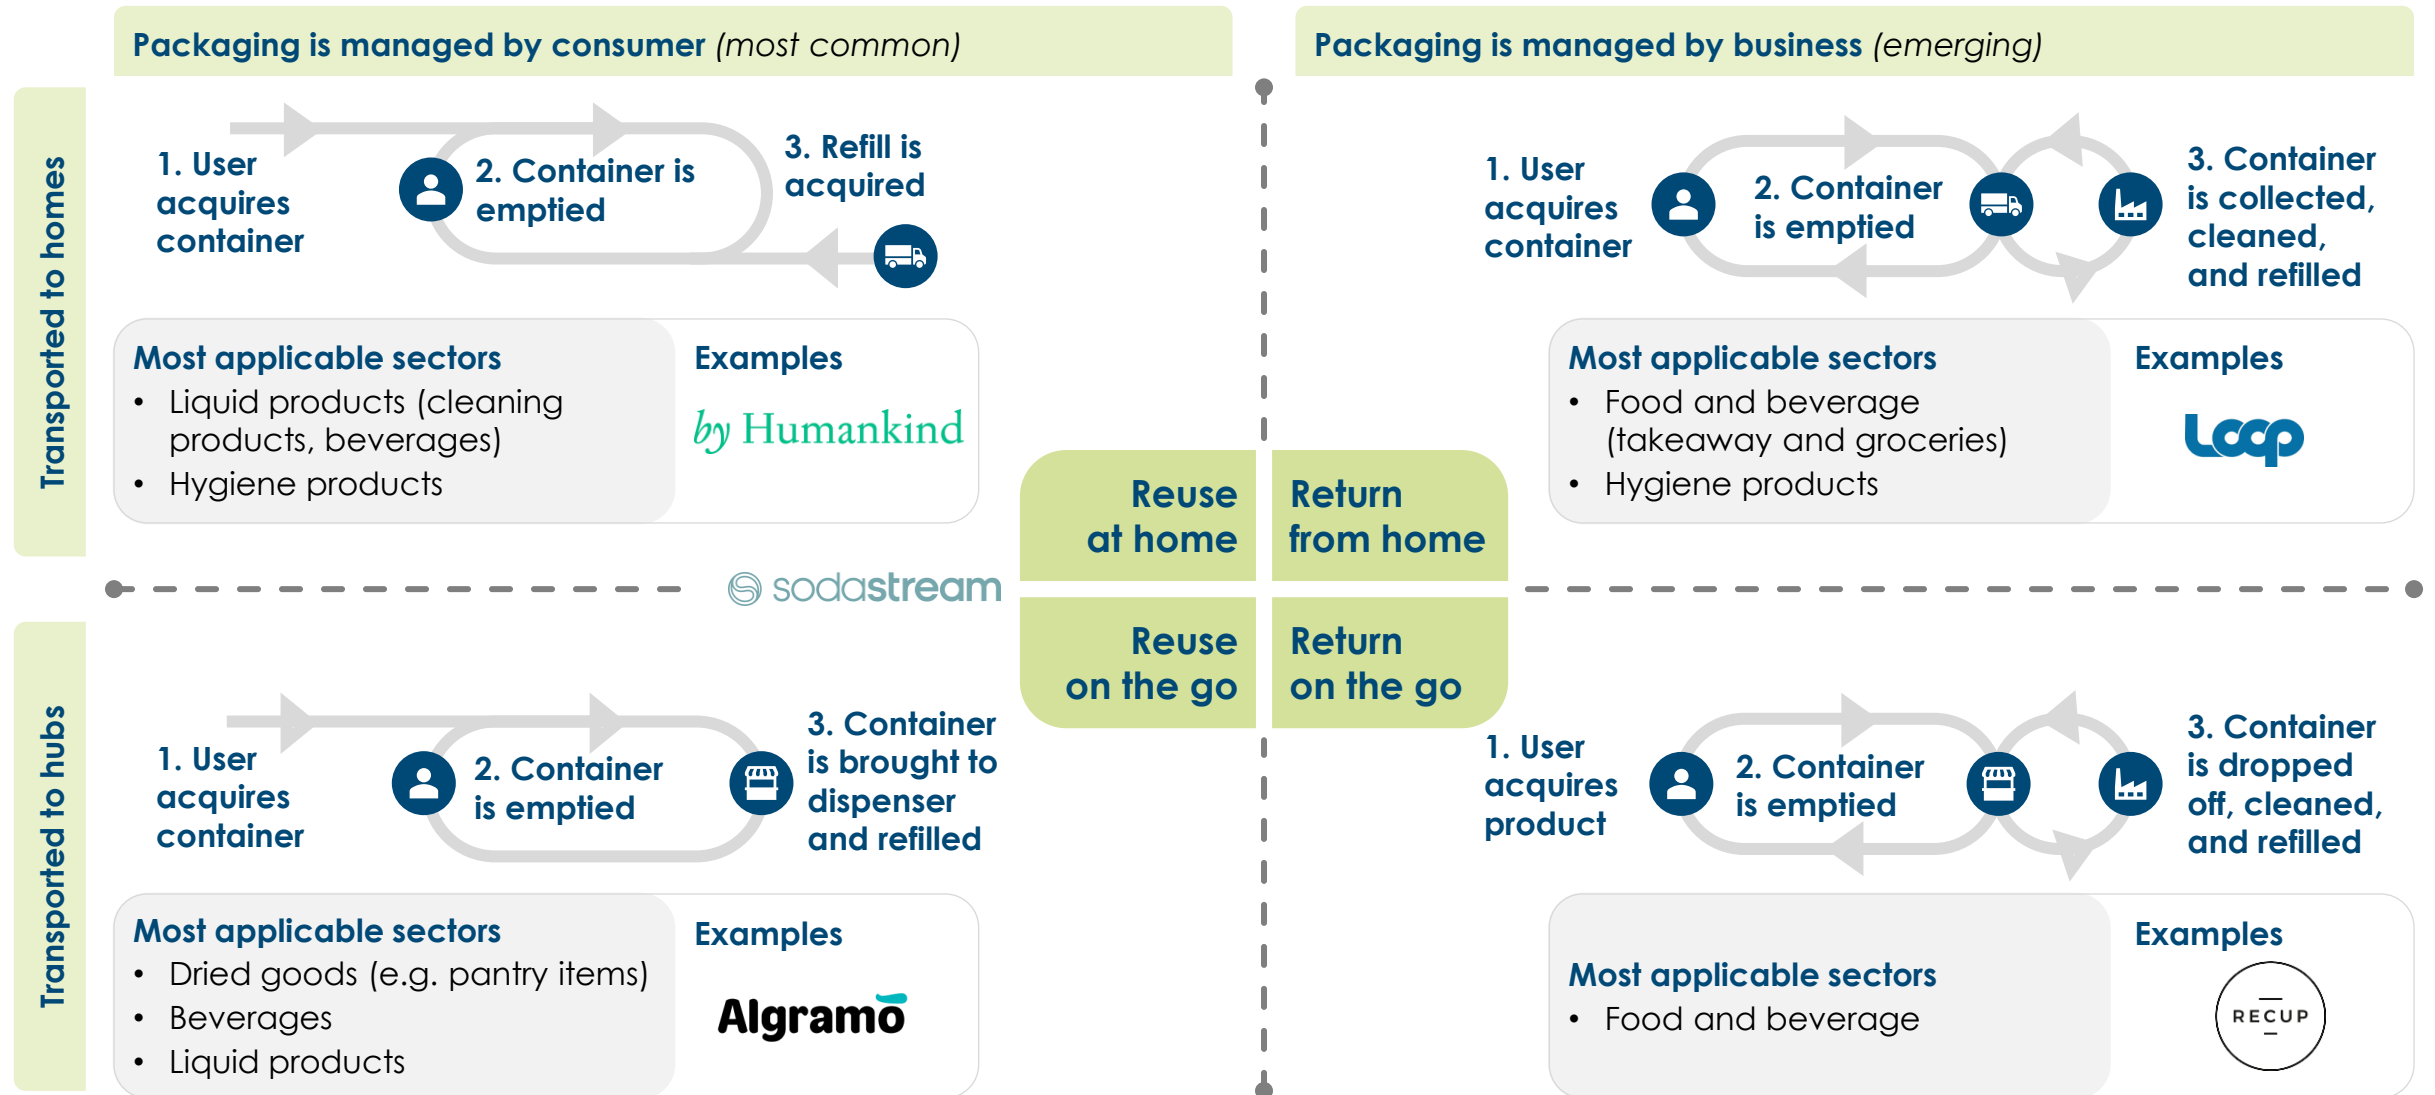 Packaging is managed by consumer (most common)
Packaging is managed by business (emerging)
Transported to homes
1. User
acquires
container
2. Container is
emptied
3. Refill is
acquired
Most applicable sectors
• Liquid products (cleaning
products, beverages)
• Hygiene products
Examples
by Humankind
1. User
acquires
container
2. Container
is emptied
3. Container
is collected,
cleaned,
and refilled
Most applicable sectors
• Food and beverage
(takeaway and groceries)
• Hygiene products
Examples
Loop
Reuse
at home
Return
from home
sodastream
Reuse
on the go
Return
on the go
Transported to hubs
1. User
acquires
container
2. Container
is emptied
3. Container
is brought to
dispenser
and refilled
Most applicable sectors
• Dried goods (e.g. pantry items)
• Beverages
• Liquid products
Examples
Algramo
1. User
acquires
product
2. Container
is emptied
3. Container
is dropped
off, cleaned,
and refilled
Most applicable sectors
• Food and beverage
Examples
RECUP